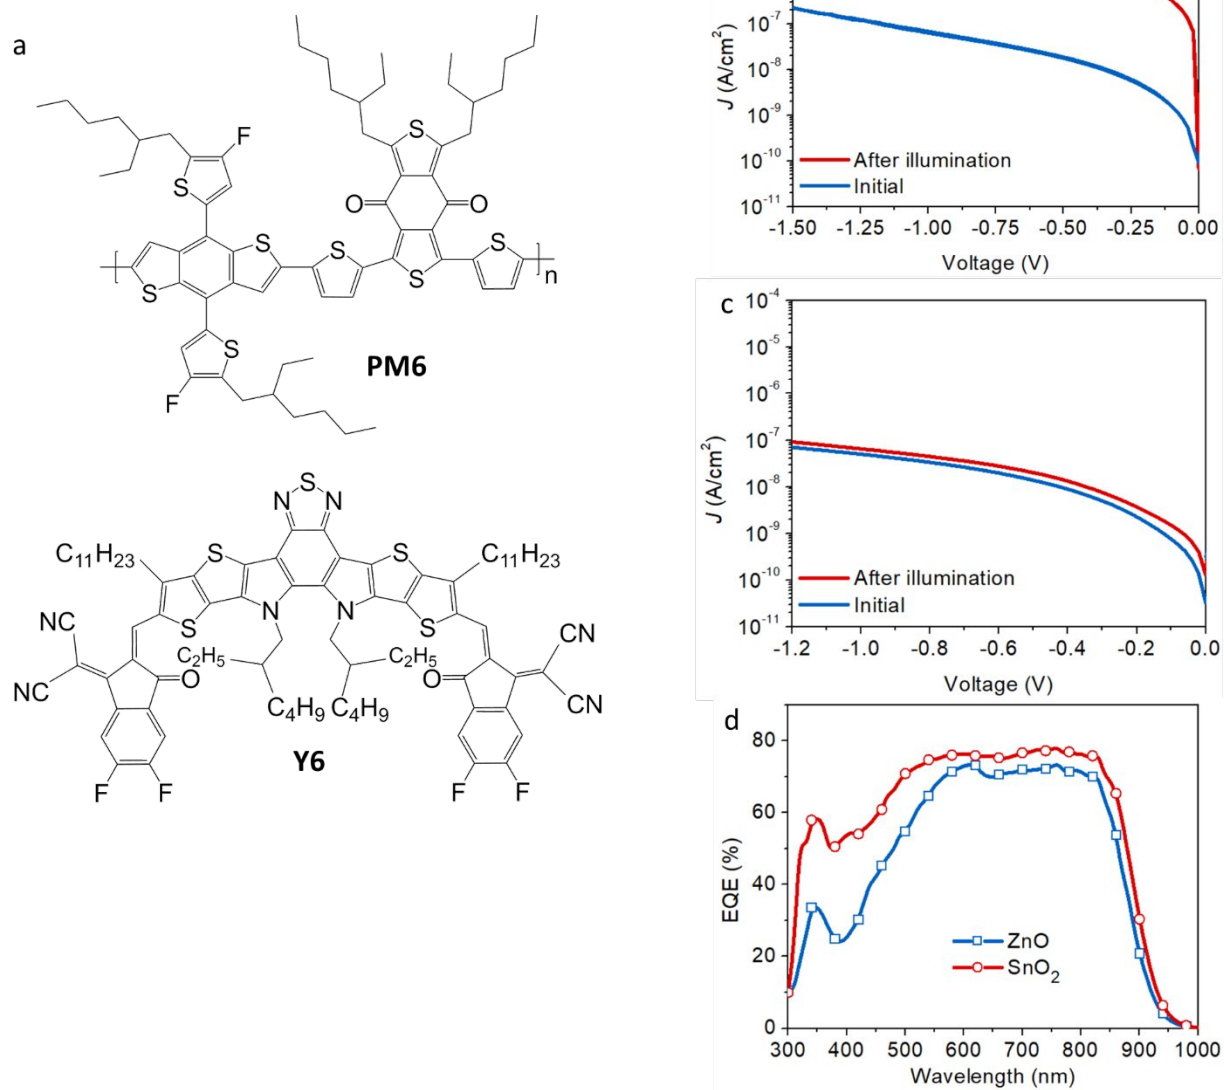 a
F
S
S
O
O
S
S
S
S
S
n
S
F
PM6
N
S
N
C₁₁H₂₃
S
S
C₁₁H₂₃
NC
S
N
N
S
CN
NC
O
C₂H₅
C₂H₅
O
CN
C₄H₉
C₄H₉
Y6
F
F
F
F
J (A/cm²)
10⁻⁷
10⁻⁸
10⁻⁹
10⁻¹⁰
10⁻¹¹
After illumination
Initial
-1.50
-1.25
-1.00
-0.75
-0.50
-0.25
0.00
Voltage (V)
c
J (A/cm²)
10⁻⁴
10⁻⁵
10⁻⁶
10⁻⁷
10⁻⁸
10⁻⁹
10⁻¹⁰
10⁻¹¹
After illumination
Initial
-1.2
-1.0
-0.8
-0.6
-0.4
-0.2
0.0
Voltage (V)
d
EQE (%)
80
60
40
20
0
ZnO
SnO₂
300
400
500
600
700
800
900
1000
Wavelength (nm)